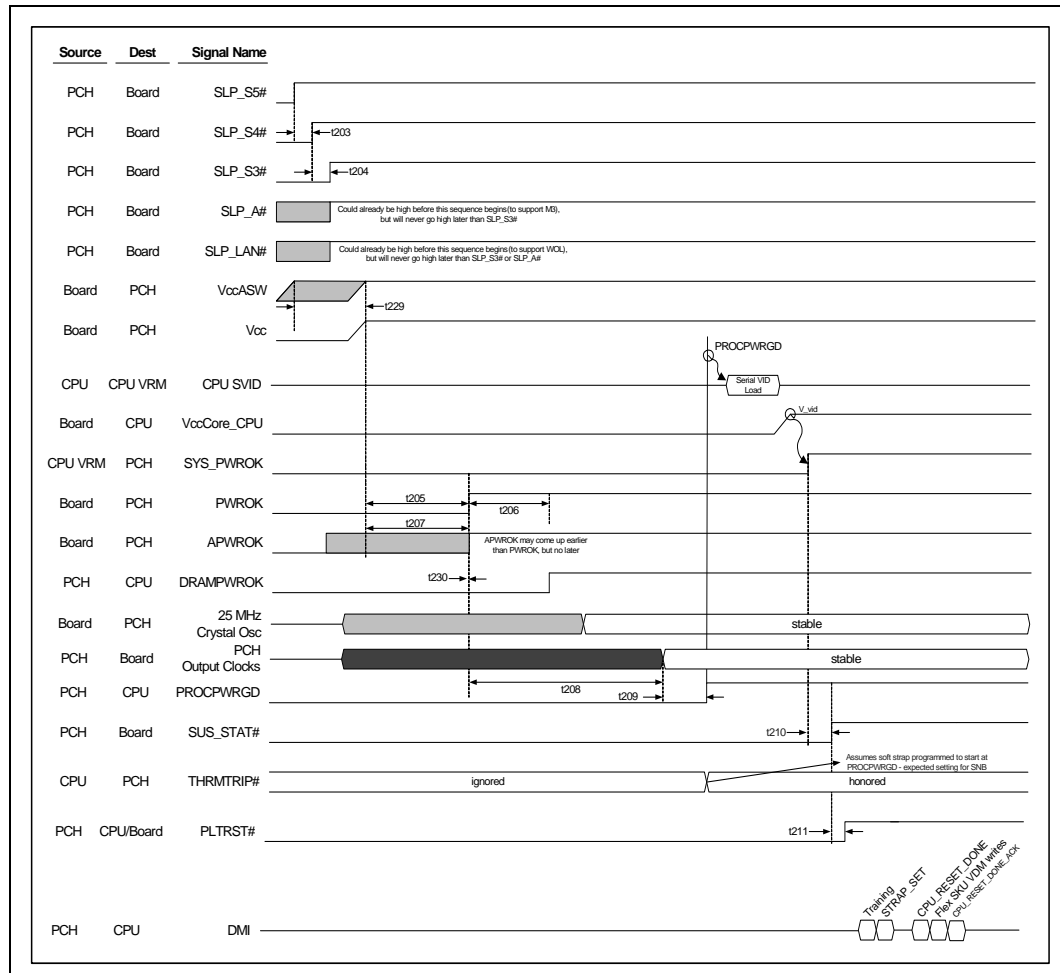 Source Dest Signal Name
PCH Board SLP_S5#
PCH Board SLP_S4# t203
PCH Board SLP_S3# t204
PCH Board SLP_A# Could already be high before this sequence begins(to support M3),
but will never go high later than SLP_S3#
PCH Board SLP_LAN# Could already be high before this sequence begins(to support WOL),
but will never go high later than SLP_S3# or SLP_A#
Board PCH VccASW
t229
Board PCH Vcc
PROCPWRGD
CPU CPU VRM CPU SVID Serial VID
Load
V_vid
Board CPU VccCore_CPU
CPU VRM PCH SYS_PWROK
t205
Board PCH PWROK
t206
t207
Board PCH APWROK APWROK may come up earlier
than PWROK, but no later
t230
PCH CPU DRAMPWROK
Board PCH 25 MHz
Crystal Osc
stable
PCH Board PCH
Output Clocks
stable
t208
PCH CPU PROCPWRGD t209
PCH Board SUS_STAT# t210
Assumes soft strap programmed to start at
PROCPWRGD - expected setting for SNB
CPU PCH THRMTRIP# ignored honored
PCH CPU/Board PLTRST# t211
Training
STRAP_SET
CPU_RESET_DONE
Flex SKU VDM writes
CPU_RESET_DONE_ACK
PCH CPU DMI